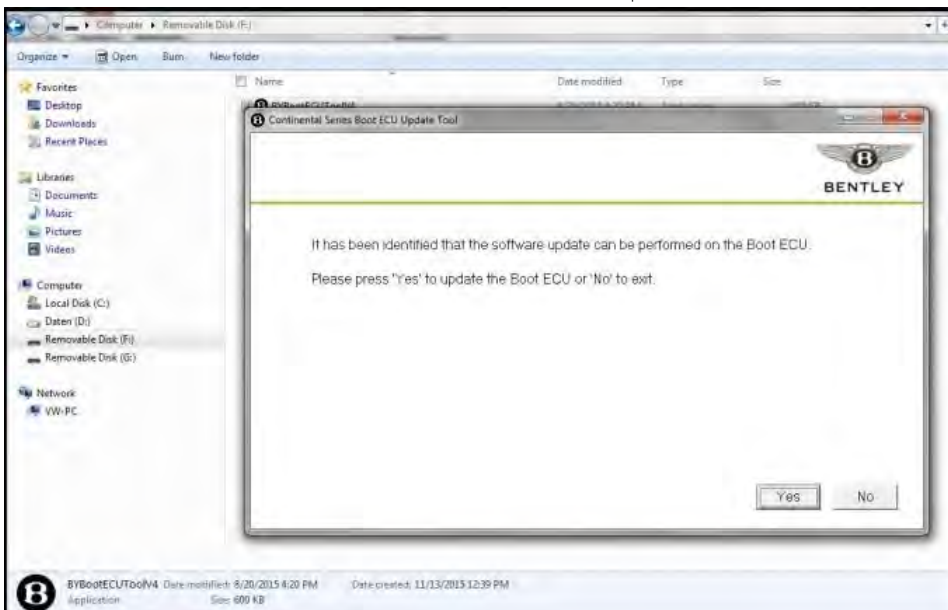 Computer ▸ Removable Disk (F:)
Organize Open Burn New folder
Name Date modified Type Size
Favorites
Desktop
Downloads
Recent Places
Libraries
Documents
Music
Pictures
Videos
Computer
Local Disk (C:)
Daten (D:)
Removable Disk (F:)
Removable Disk (G:)
Network
VW-PC
Continental Series Boot ECU Update Tool
B
BENTLEY
It has been identified that the software update can be performed on the Boot ECU.
Please press 'Yes' to update the Boot ECU or 'No' to exit.
Yes No
B
BYBootECUToolV4 Date modified: 8/20/2015 4:20 PM Date created: 11/13/2015 12:39 PM
Application Size: 600 KB